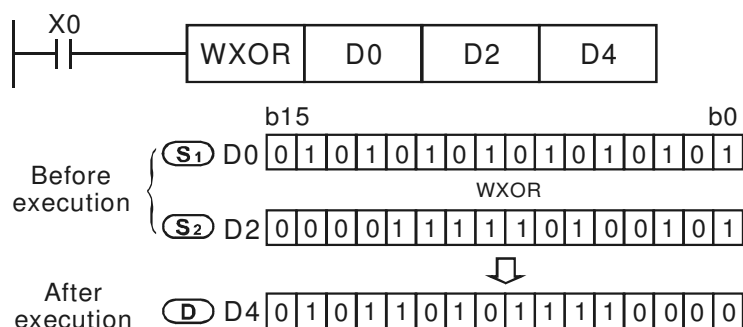 X0
WXOR D0 D2 D4
b15 b0
Before execution
S1 D0 0 1 0 1 0 1 0 1 0 1 0 1 0 1 0 1
WXOR
S2 D2 0 0 0 0 1 1 1 1 1 0 1 0 0 1 0 1
After execution
D D4 0 1 0 1 1 0 1 0 1 1 1 1 0 0 0 0